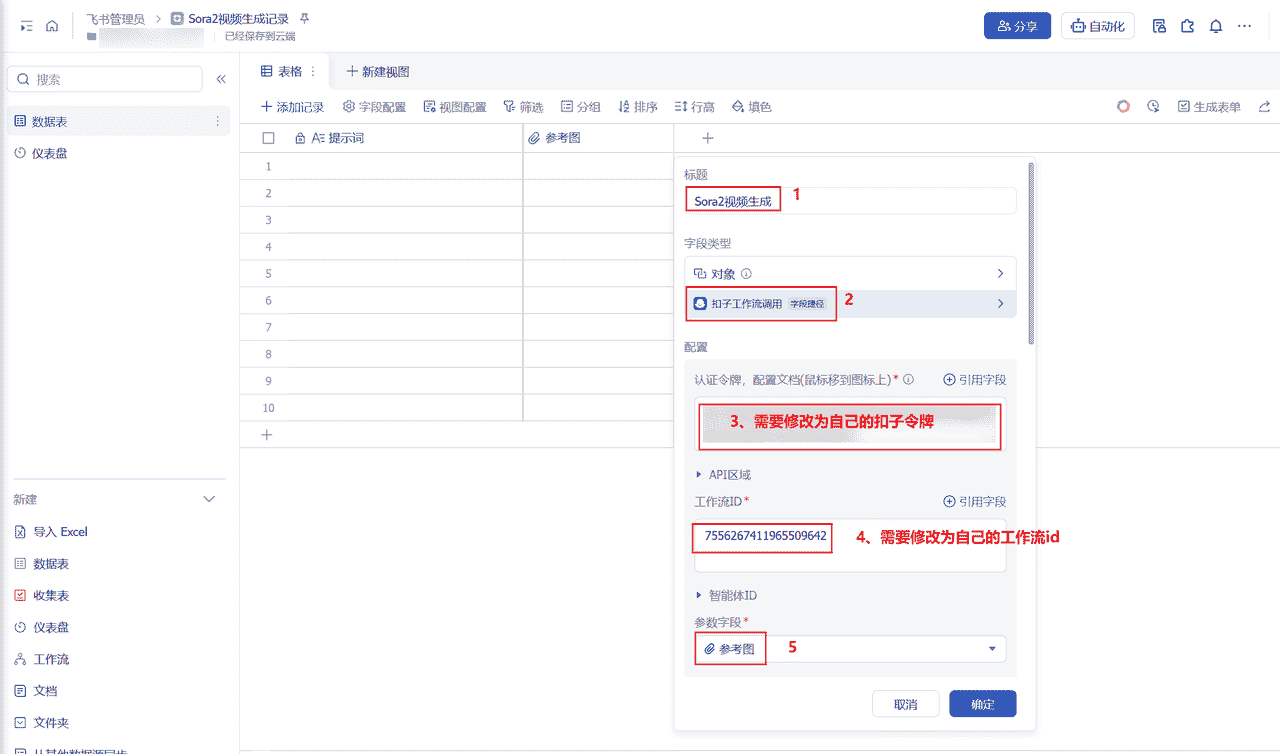 飞书管理员
Sora2视频生成记录
已经保存到云端
分享
自动化
搜索
数据表
仪表盘
新建
导入 Excel
数据表
收集表
仪表盘
工作流
文档
文件夹
从其他数据源同步
表格
新建视图
添加记录
字段配置
视图配置
筛选
分组
排序
行高
填色
生成表单
提示词
参考图
1
2
3
4
5
6
7
8
9
10
标题
Sora2视频生成
1
字段类型
对象
扣子工作流调用 字段捷径
2
配置
认证令牌，配置文档(鼠标移到图标上)*
引用字段
3、需要修改为自己的扣子令牌
API区域
工作流ID*
引用字段
7556267411965509642
4、需要修改为自己的工作流id
智能体ID
参数字段*
参考图
5
取消
确定